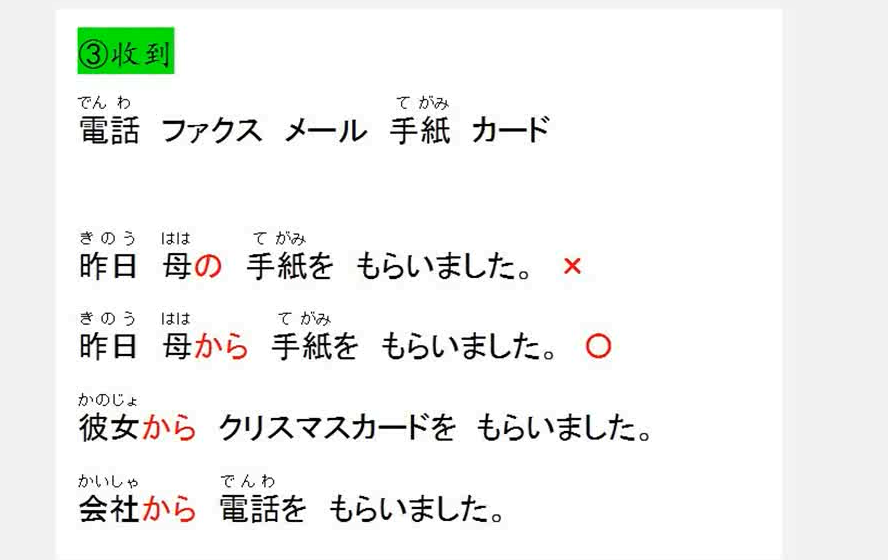 ③收到
でん わ て がみ
電話 ファクス メール 手紙 カード
きのう はは て がみ
昨日 母の 手紙を もらいました。 ×
きのう はは て がみ
昨日 母から 手紙を もらいました。 〇
かのじょ
彼女から クリスマスカードを もらいました。
かいしゃ でんわ
会社から 電話を もらいました。